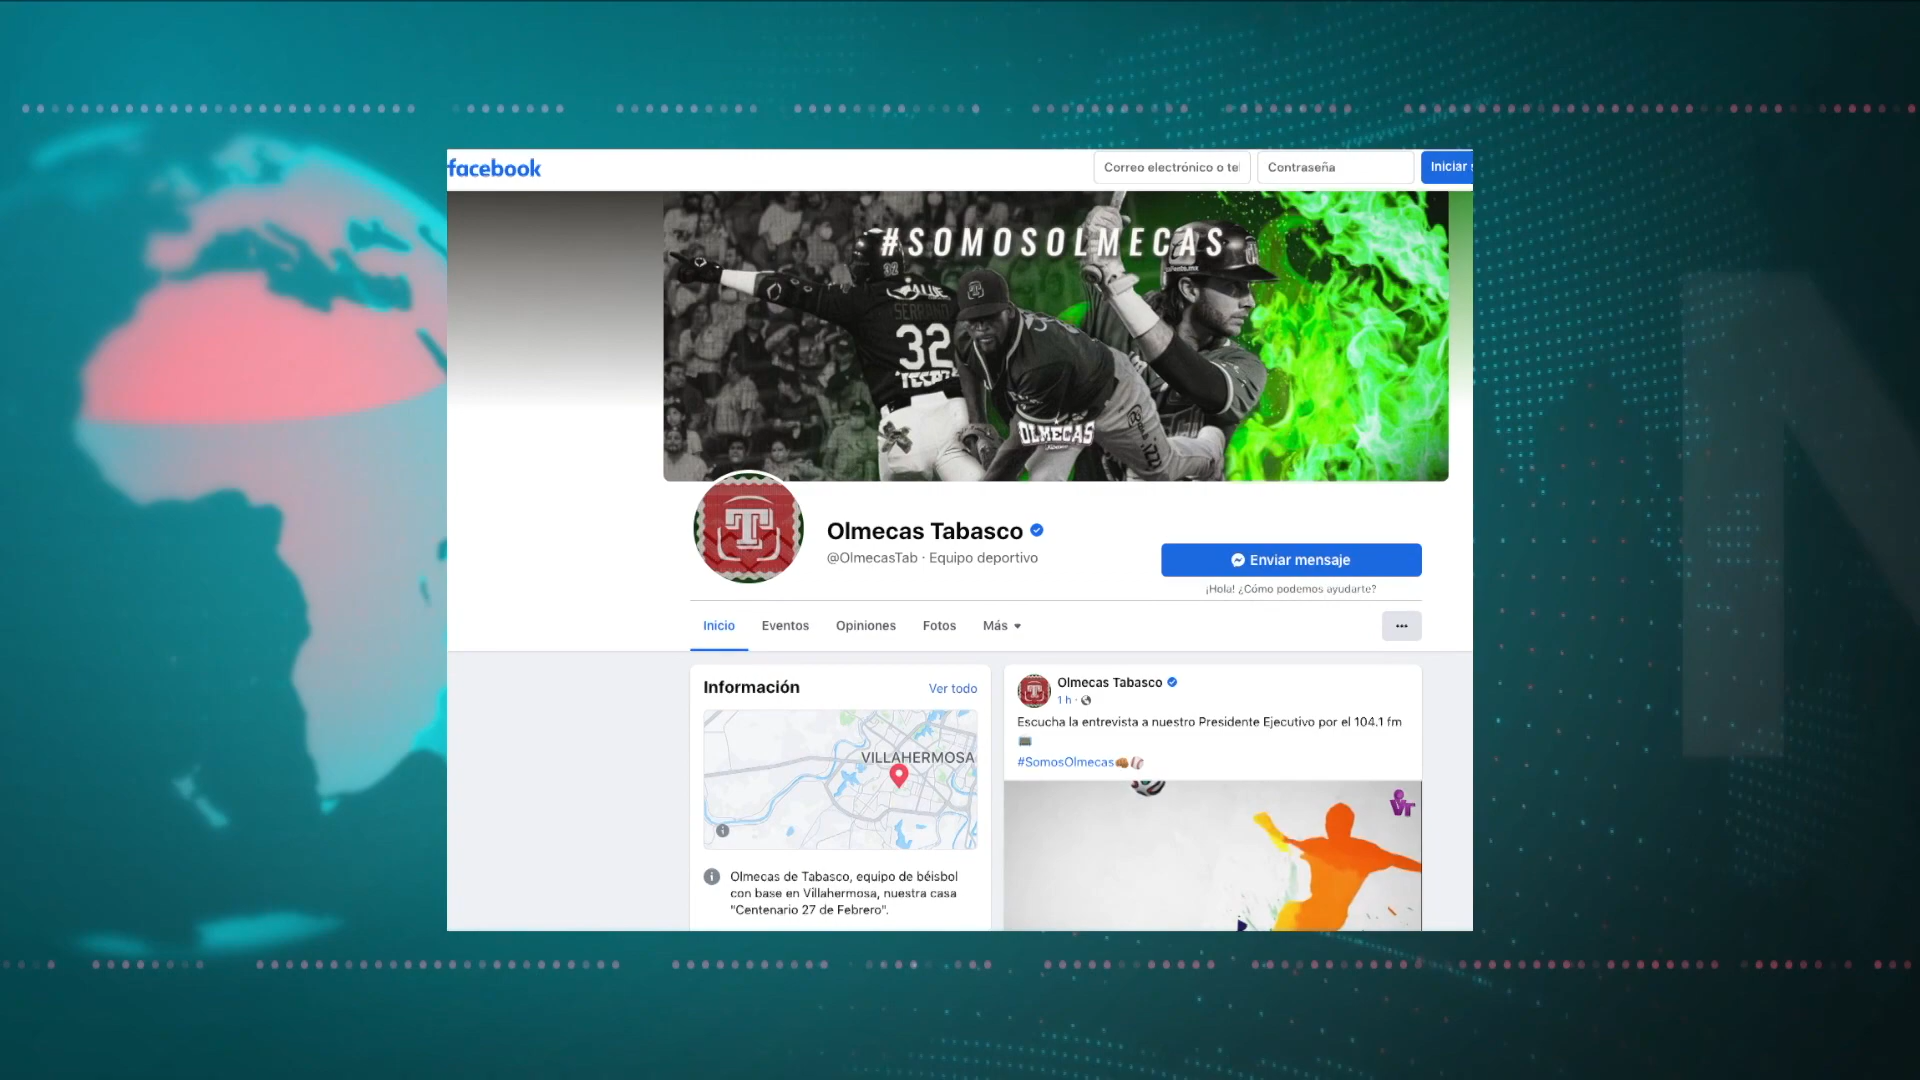 facebook
Correo electrónico o tel
Contraseña
Iniciar s
#SOMOSOLMECAS
32
SERRANO
32
TECATE
OLMECAS
Olmecas Tabasco
@OlmecasTab · Equipo deportivo
Enviar mensaje
¡Hola! ¿Cómo podemos ayudarte?
Inicio
Eventos
Opiniones
Fotos
Más
Información
Ver todo
VILLAHERMOSA
Olmecas de Tabasco, equipo de béisbol
con base en Villahermosa, nuestra casa
"Centenario 27 de Febrero".
Olmecas Tabasco
1 h ·
Escucha la entrevista a nuestro Presidente Ejecutivo por el 104.1 fm
#SomosOlmecas